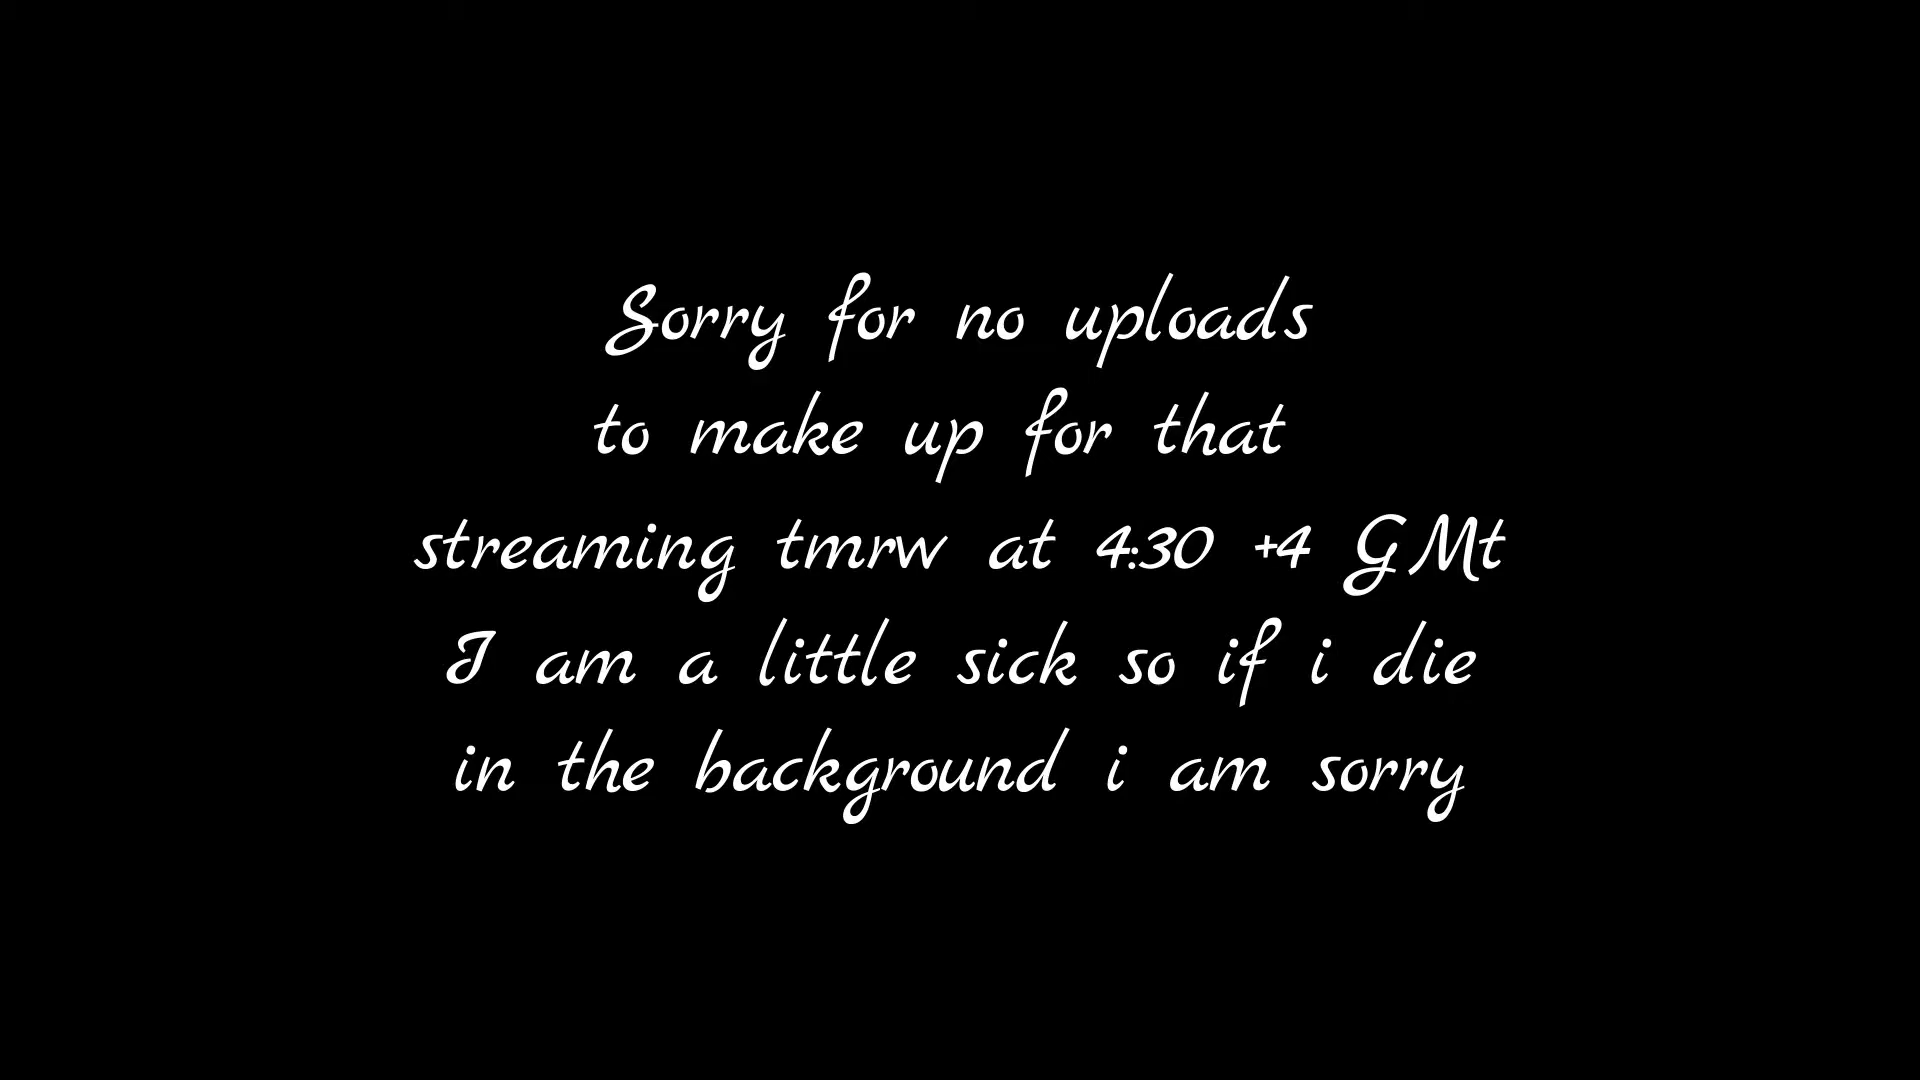 Sorry for no uploads
to make up for that
streaming tmrw at 4:30 +4 GMt
I am a little sick so if i die
in the background i am sorry